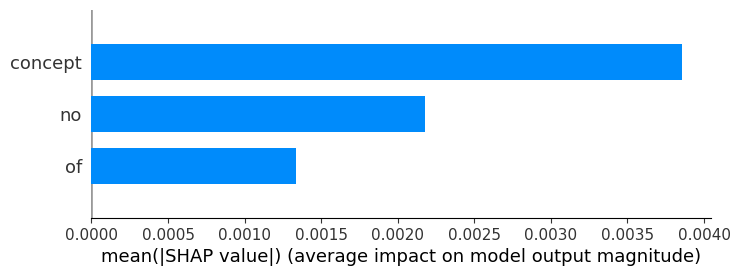 concept
no
of
0.0000 0.0005 0.0010 0.0015 0.0020 0.0025 0.0030 0.0035 0.0040
mean(|SHAP value|) (average impact on model output magnitude)